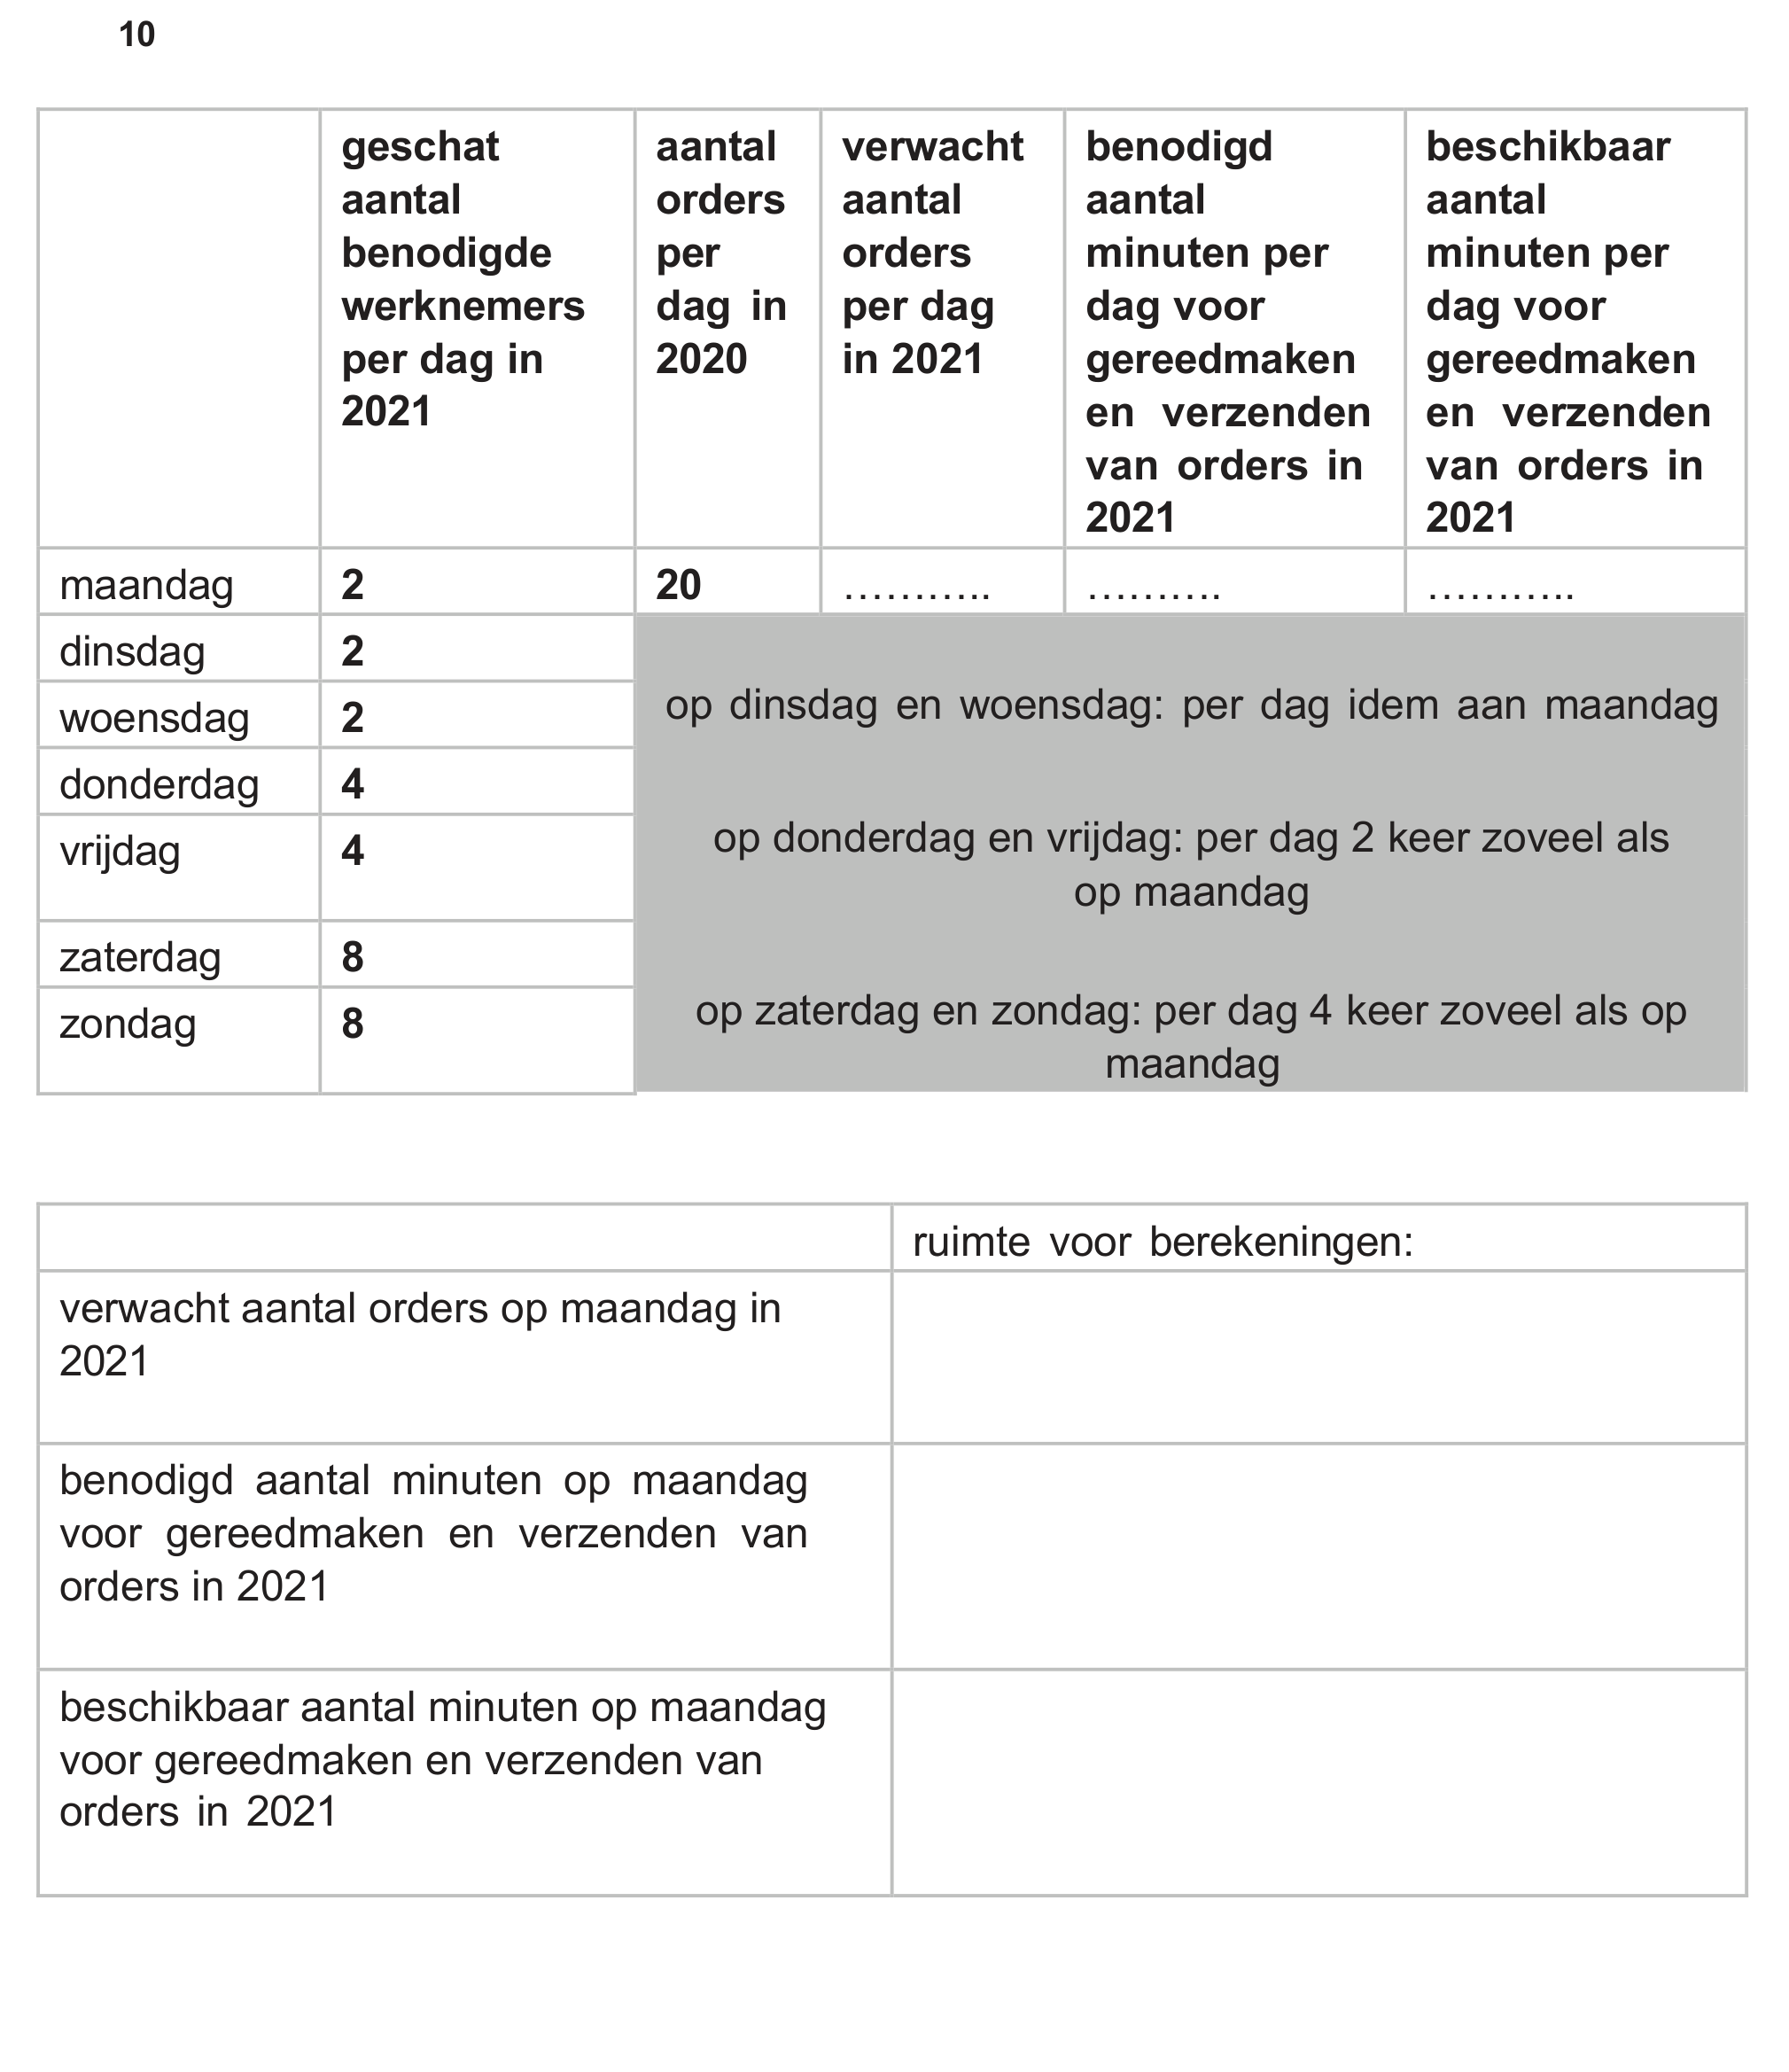 10
geschat
aantal
benodigde
werknemers
per dag in
2021
aantal
orders
per
dag in
2020
verwacht
aantal
orders
per dag
in 2021
benodigd
aantal
minuten per
dag voor
gereedmaken
en verzenden
van orders in
2021
beschikbaar
aantal
minuten per
dag voor
gereedmaken
en verzenden
van orders in
2021
maandag 2 20 ……….. ………. ………..
dinsdag 2
woensdag 2
op dinsdag en woensdag: per dag idem aan maandag
donderdag 4
vrijdag 4
op donderdag en vrijdag: per dag 2 keer zoveel als
op maandag
zaterdag 8
zondag 8
op zaterdag en zondag: per dag 4 keer zoveel als op
maandag
ruimte voor berekeningen:
verwacht aantal orders op maandag in
2021
benodigd aantal minuten op maandag
voor gereedmaken en verzenden van
orders in 2021
beschikbaar aantal minuten op maandag
voor gereedmaken en verzenden van
orders in 2021